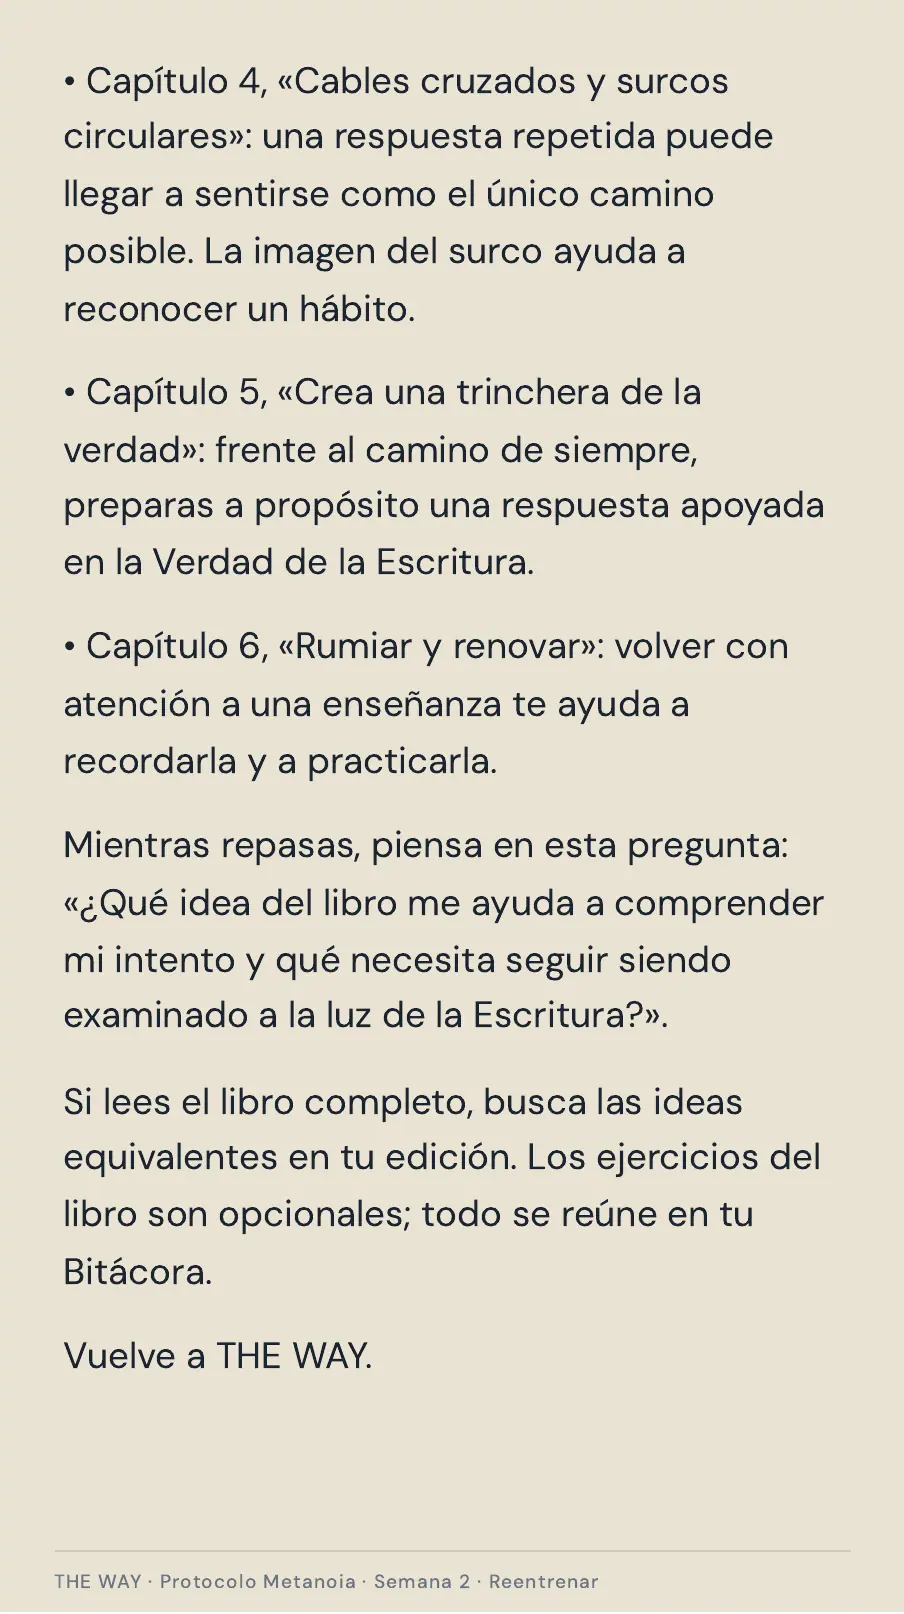 • Capítulo 4, «Cables cruzados y surcos
circulares»: una respuesta repetida puede
llegar a sentirse como el único camino
posible. La imagen del surco ayuda a
reconocer un hábito.
• Capítulo 5, «Crea una trinchera de la
verdad»: frente al camino de siempre,
preparas a propósito una respuesta apoyada
en la Verdad de la Escritura.
• Capítulo 6, «Rumiar y renovar»: volver con
atención a una enseñanza te ayuda a
recordarla y a practicarla.
Mientras repasas, piensa en esta pregunta:
«¿Qué idea del libro me ayuda a comprender
mi intento y qué necesita seguir siendo
examinado a la luz de la Escritura?».
Si lees el libro completo, busca las ideas
equivalentes en tu edición. Los ejercicios del
libro son opcionales; todo se reúne en tu
Bitácora.
Vuelve a THE WAY.
THE WAY · Protocolo Metanoia · Semana 2 · Reentrenar